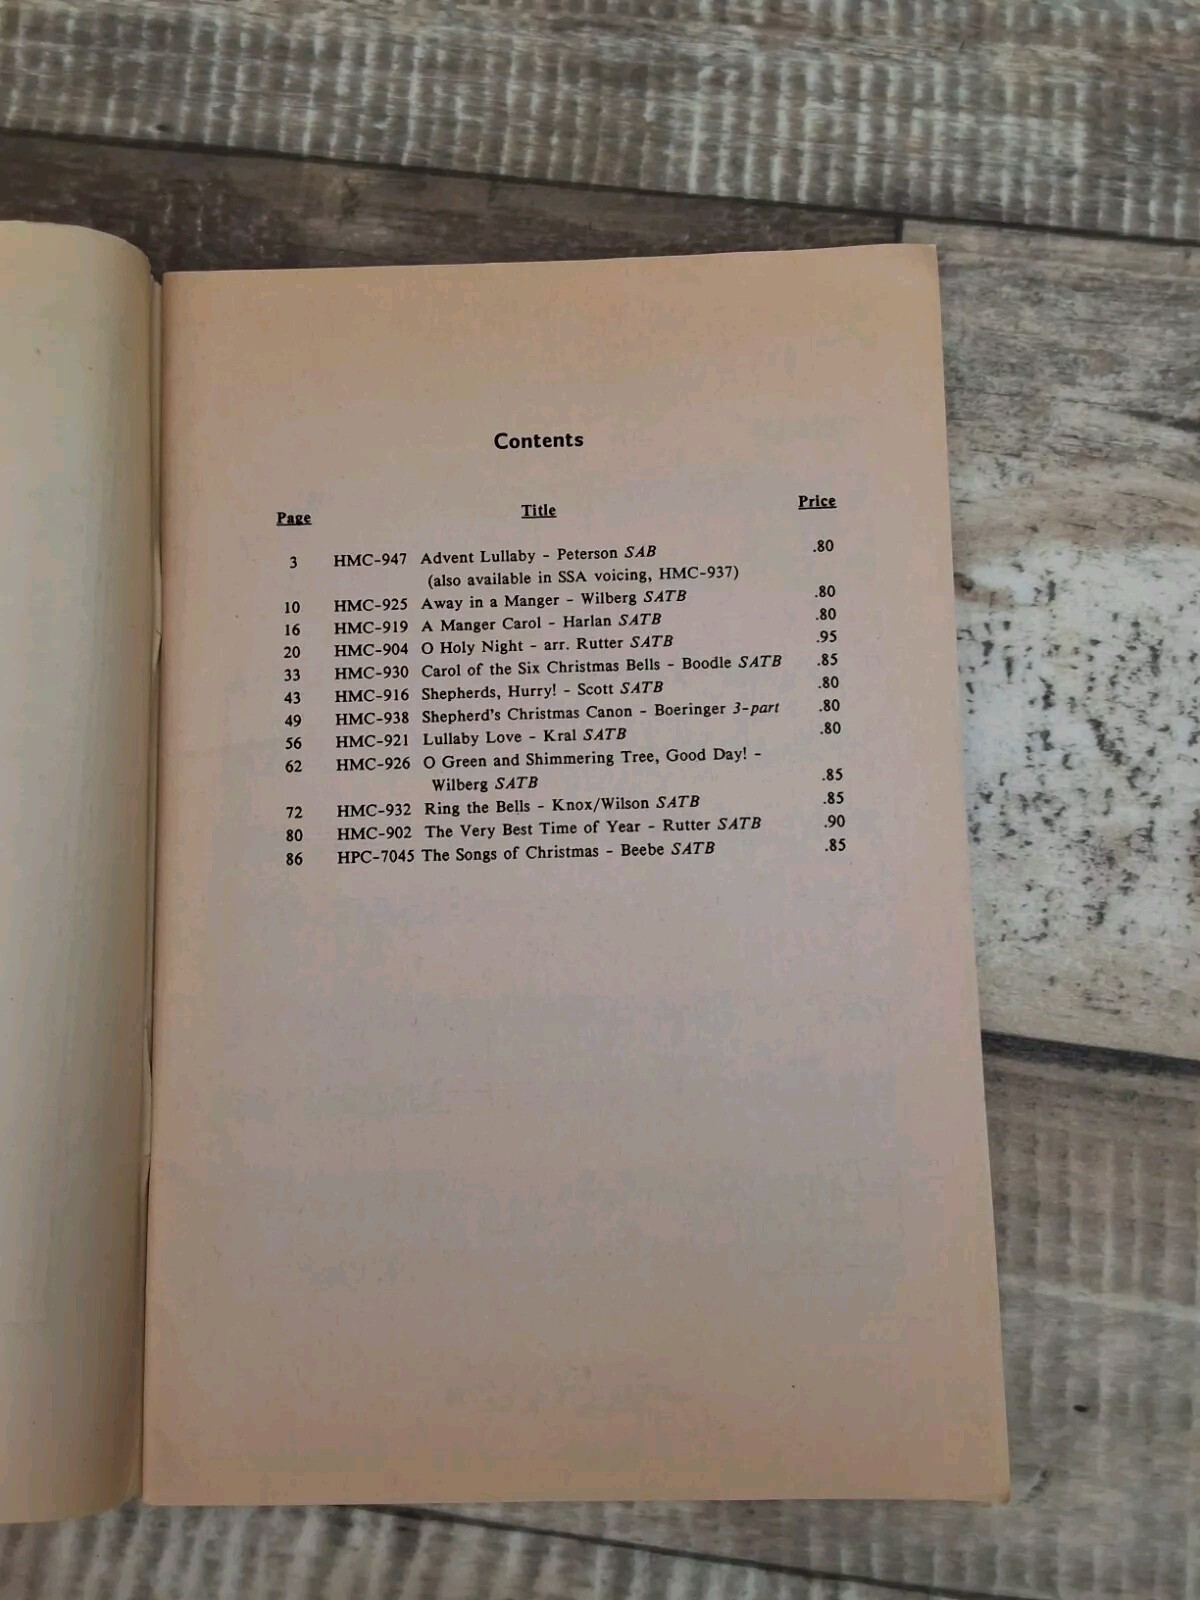 Contents
Page Title Price
3 HMC-947 Advent Lullaby - Peterson SAB .80
(also available in SSA voicing, HMC-937)
10 HMC-925 Away in a Manger - Wilberg SATB .80
16 HMC-919 A Manger Carol - Harlan SATB .80
20 HMC-904 O Holy Night - arr. Rutter SATB .95
33 HMC-930 Carol of the Six Christmas Bells - Boodle SATB .85
43 HMC-916 Shepherds, Hurry! - Scott SATB .80
49 HMC-938 Shepherd's Christmas Canon - Boeringer 3-part .80
56 HMC-921 Lullaby Love - Kral SATB .80
62 HMC-926 O Green and Shimmering Tree, Good Day! -
Wilberg SATB .85
72 HMC-932 Ring the Bells - Knox/Wilson SATB .85
80 HMC-902 The Very Best Time of Year - Rutter SATB .90
86 HPC-7045 The Songs of Christmas - Beebe SATB .85